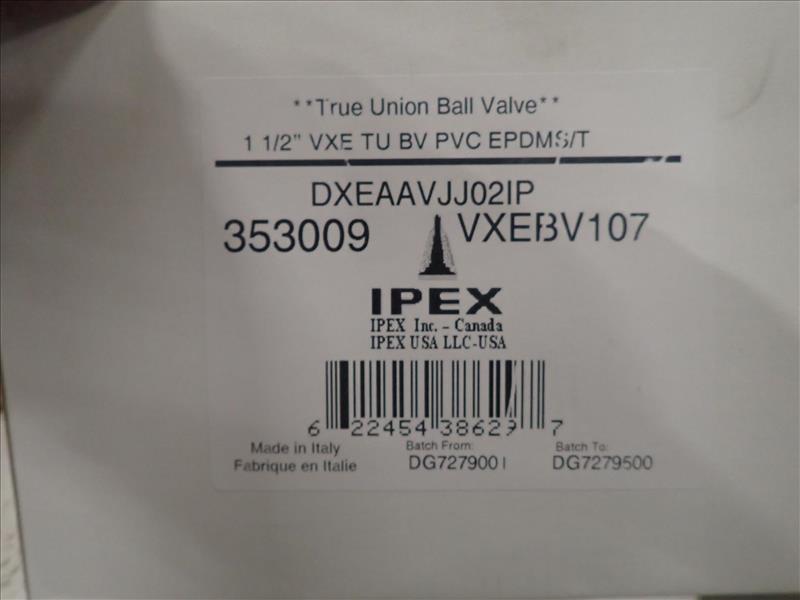 **True Union Ball Valve**
1 1/2" VXE TU BV PVC EPDMS/T
DXEAAVJJ02IP
353009 VXEBV107
IPEX
IPEX Inc. - Canada
IPEX USA LLC-USA
6 22454 38629 7
Made in Italy Batch From: Batch To:
Fabrique en Italie DG7279001 DG7279500